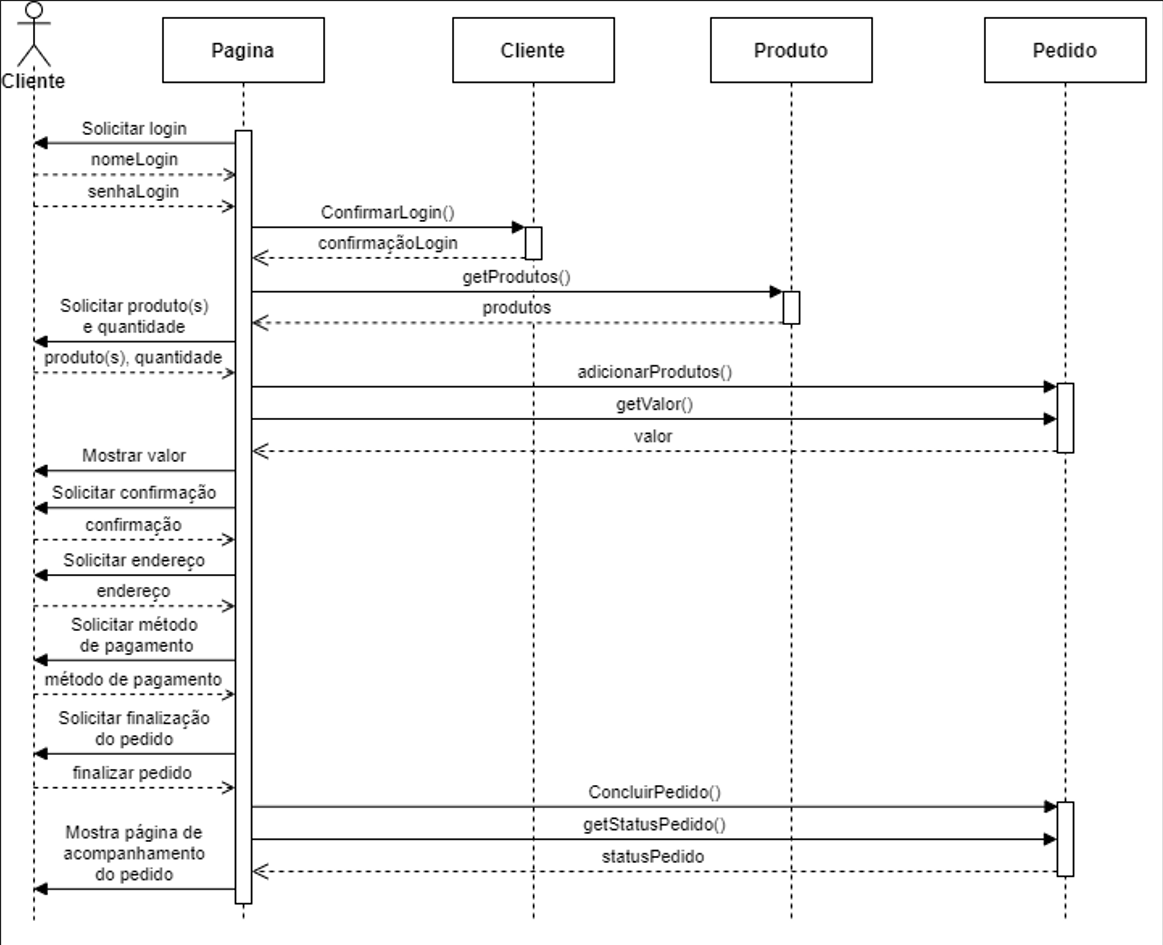 Cliente
Pagina
Cliente
Produto
Pedido
Solicitar login
nomeLogin
senhaLogin
ConfirmarLogin()
confirmaçãoLogin
getProdutos()
produtos
Solicitar produto(s)
e quantidade
produto(s), quantidade
adicionarProdutos()
getValor()
valor
Mostrar valor
Solicitar confirmação
confirmação
Solicitar endereço
endereço
Solicitar método
de pagamento
método de pagamento
Solicitar finalização
do pedido
finalizar pedido
ConcluirPedido()
getStatusPedido()
statusPedido
Mostra página de
acompanhamento
do pedido